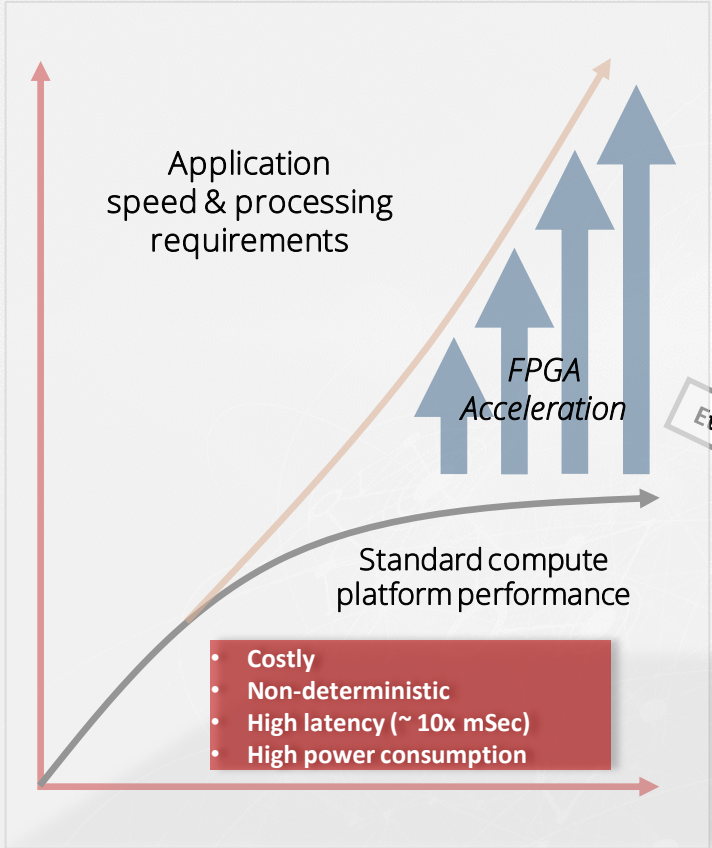 Application
speed & processing
requirements
FPGA
Acceleration
Standard compute
platform performance
• Costly
• Non-deterministic
• High latency (~ 10x mSec)
• High power consumption